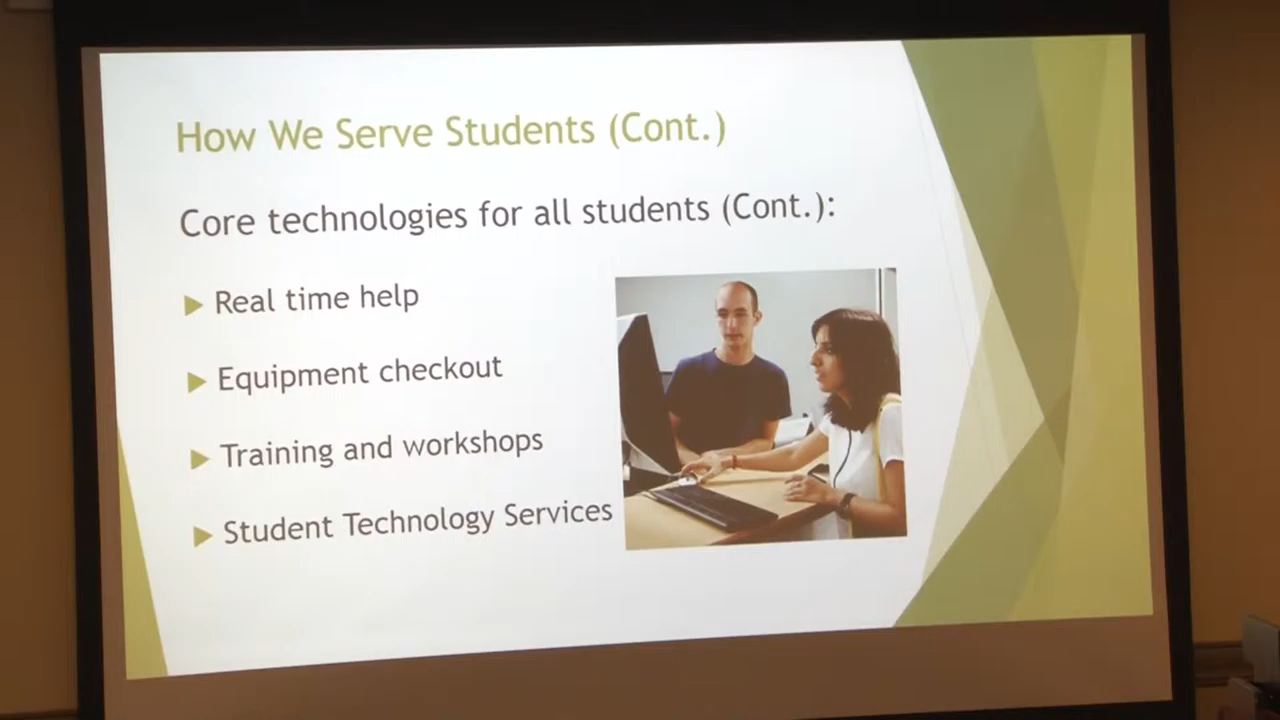 How We Serve Students (Cont.)
Core technologies for all students (Cont.):
Real time help
Equipment checkout
Training and workshops
Student Technology Services